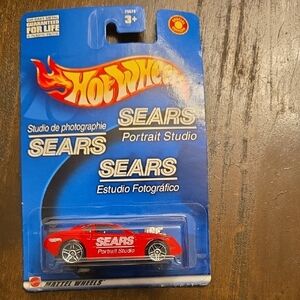 GUARANTEED
FOR LIFE
3+
HOT WHEELS
SEARS
Portrait Studio
Studio de photographie
SEARS
SEARS
Estudio Fotográfico
SEARS
Portrait Studio
MATTEL WHEELS